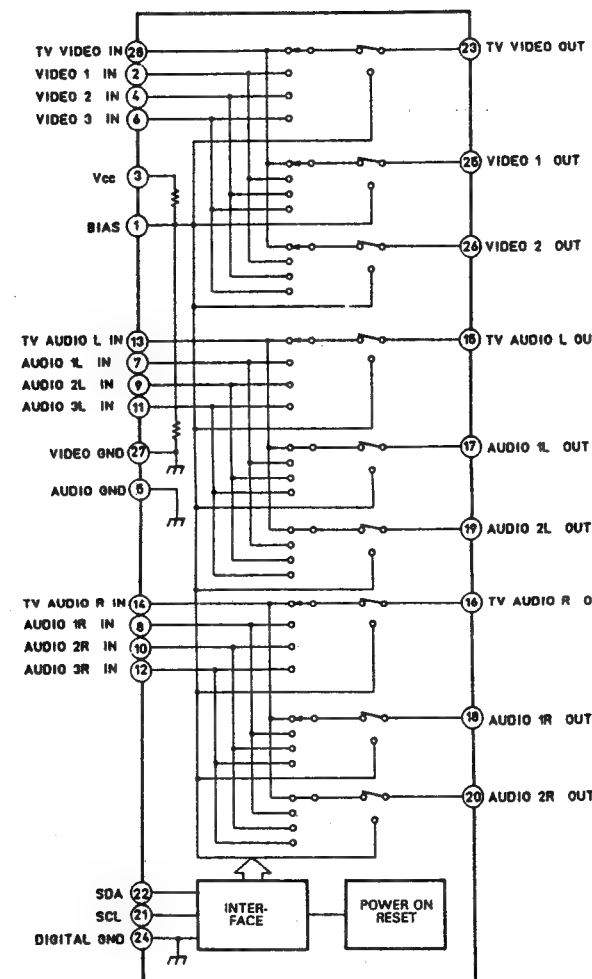 TV VIDEO IN 28
VIDEO 1 IN 2
VIDEO 2 IN 4
VIDEO 3 IN 6
Vcc 3
BIAS 1
23 TV VIDEO OUT
25 VIDEO 1 OUT
26 VIDEO 2 OUT
TV AUDIO L IN 13
AUDIO 1L IN 7
AUDIO 2L IN 9
AUDIO 3L IN 11
VIDEO GND 27
AUDIO GND 5
15 TV AUDIO L OU
17 AUDIO 1L OUT
19 AUDIO 2L OUT
TV AUDIO R IN 14
AUDIO 1R IN 8
AUDIO 2R IN 10
AUDIO 3R IN 12
16 TV AUDIO R O
18 AUDIO 1R OUT
20 AUDIO 2R OUT
SDA 22
SCL 21
DIGITAL GND 24
INTER-
FACE
POWER ON
RESET